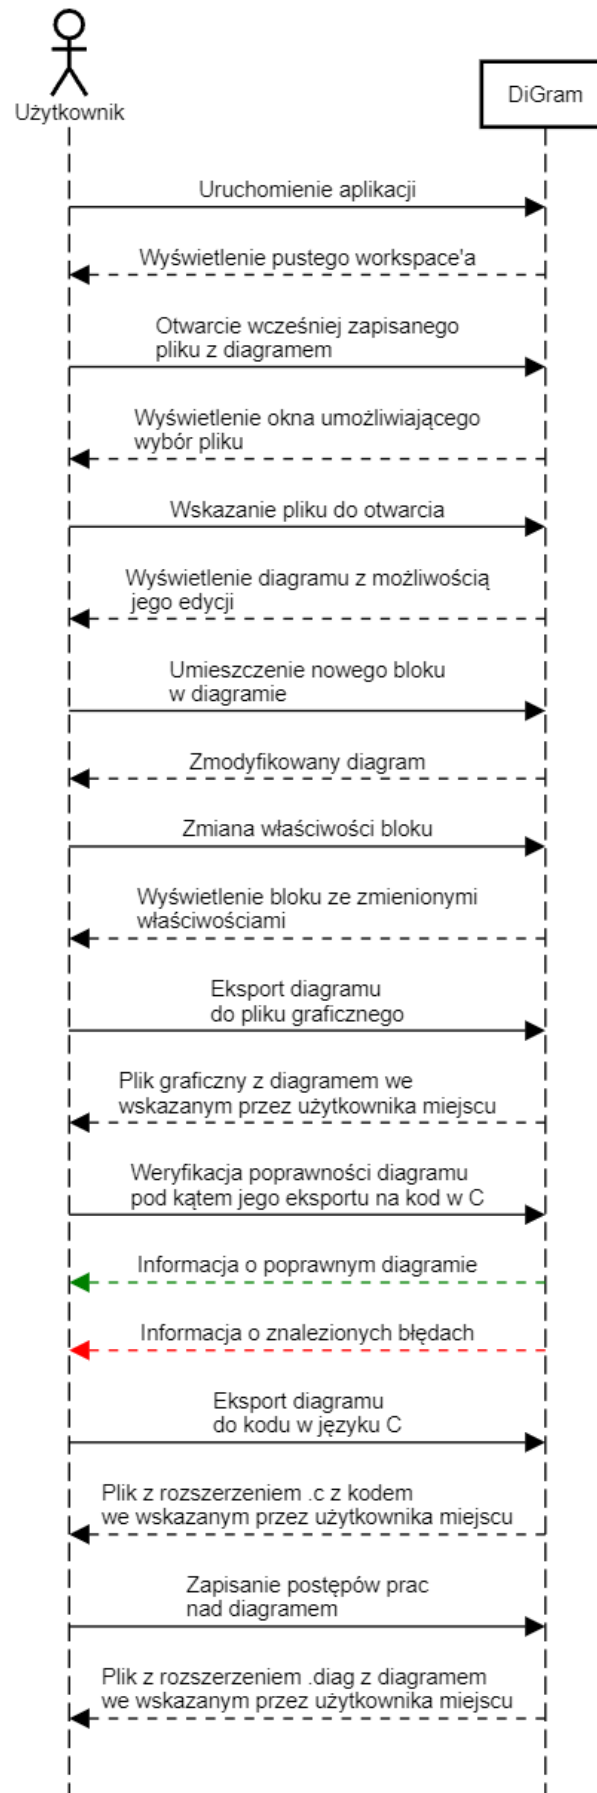 Użytkownik
DiGram
Uruchomienie aplikacji
Wyświetlenie pustego workspace'a
Otwarcie wcześniej zapisanego
pliku z diagramem
Wyświetlenie okna umożliwiającego
wybór pliku
Wskazanie pliku do otwarcia
Wyświetlenie diagramu z możliwością
jego edycji
Umieszczenie nowego bloku
w diagramie
Zmodyfikowany diagram
Zmiana właściwości bloku
Wyświetlenie bloku ze zmienionymi
właściwościami
Eksport diagramu
do pliku graficznego
Plik graficzny z diagramem we
wskazanym przez użytkownika miejscu
Weryfikacja poprawności diagramu
pod kątem jego eksportu na kod w C
Informacja o poprawnym diagramie
Informacja o znalezionych błędach
Eksport diagramu
do kodu w języku C
Plik z rozszerzeniem .c z kodem
we wskazanym przez użytkownika miejscu
Zapisanie postępów prac
nad diagramem
Plik z rozszerzeniem .diag z diagramem
we wskazanym przez użytkownika miejscu